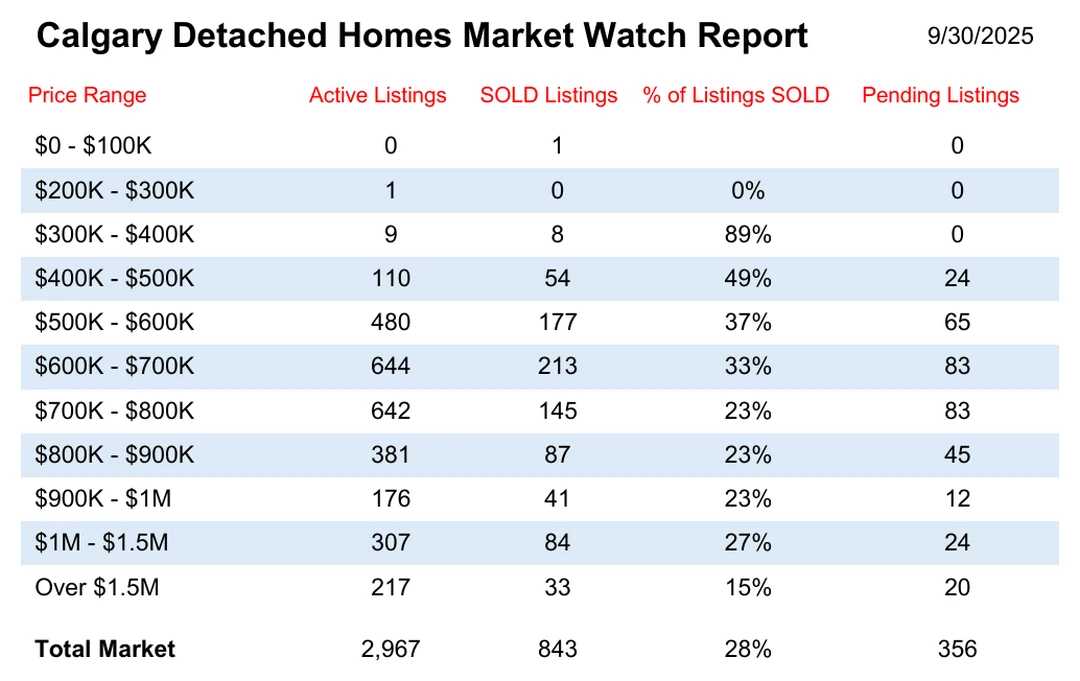 Calgary Detached Homes Market Watch Report 9/30/2025
Price Range Active Listings SOLD Listings % of Listings SOLD Pending Listings
$0 - $100K 0 1 0
$200K - $300K 1 0 0% 0
$300K - $400K 9 8 89% 0
$400K - $500K 110 54 49% 24
$500K - $600K 480 177 37% 65
$600K - $700K 644 213 33% 83
$700K - $800K 642 145 23% 83
$800K - $900K 381 87 23% 45
$900K - $1M 176 41 23% 12
$1M - $1.5M 307 84 27% 24
Over $1.5M 217 33 15% 20
Total Market 2,967 843 28% 356